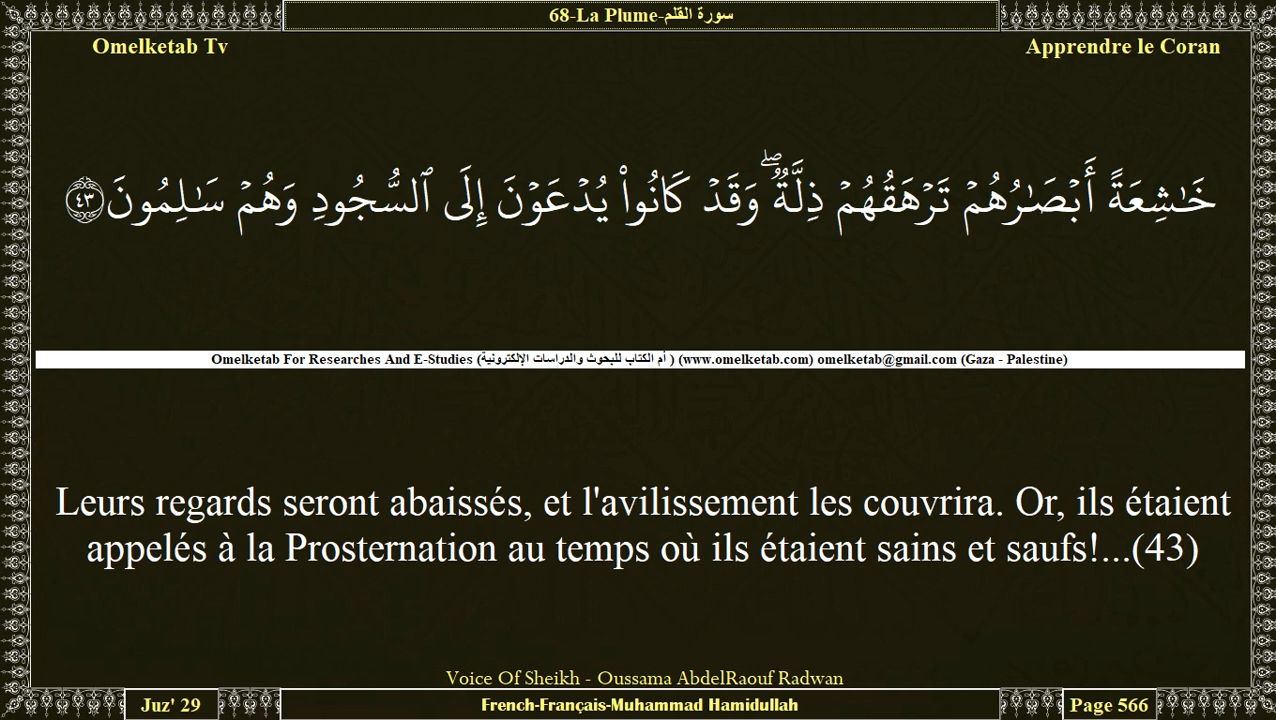 68-La Plume-سورة القلم
Omelketab Tv
Apprendre le Coran
خَـٰشِعَةً أَبۡصَـٰرُهُمۡ تَرۡهَقُهُمۡ ذِلَّةٌ ۖ وَقَدۡ كَانُواْ يُدۡعَوۡنَ إِلَى ٱلسُّجُودِ وَهُمۡ سَـٰلِمُونَ ٤٣
Omelketab For Researches And E-Studies (أم الكتاب للبحوث والدراسات الإلكترونية ) (www.omelketab.com) omelketab@gmail.com (Gaza - Palestine)
Leurs regards seront abaissés, et l'avilissement les couvrira. Or, ils étaient
appelés à la Prosternation au temps où ils étaient sains et saufs!...(43)
Voice Of Sheikh - Oussama AbdelRaouf Radwan
Juz' 29
French-Français-Muhammad Hamidullah
Page 566